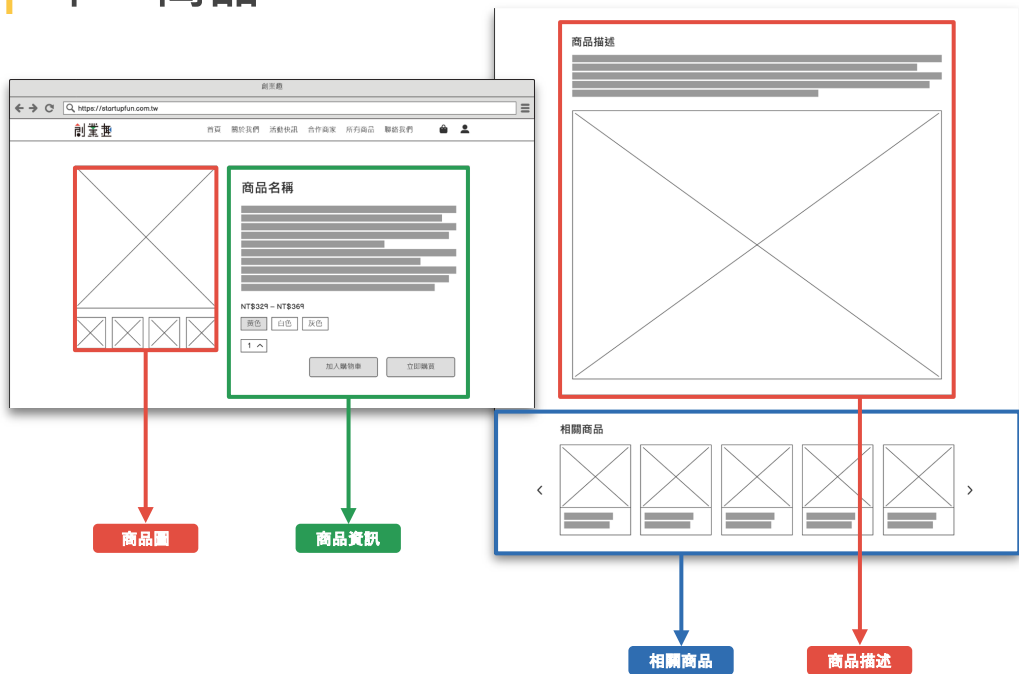 商品
創業趣
https://startupfun.com.tw
創業趣
首頁 關於我們 活動快訊 合作商家 所有商品 聯絡我們
商品名稱
NT$329 – NT$369
黃色 白色 灰色
1
加入購物車 立即購買
商品圖
商品資訊
商品描述
相關商品
相關商品
商品描述